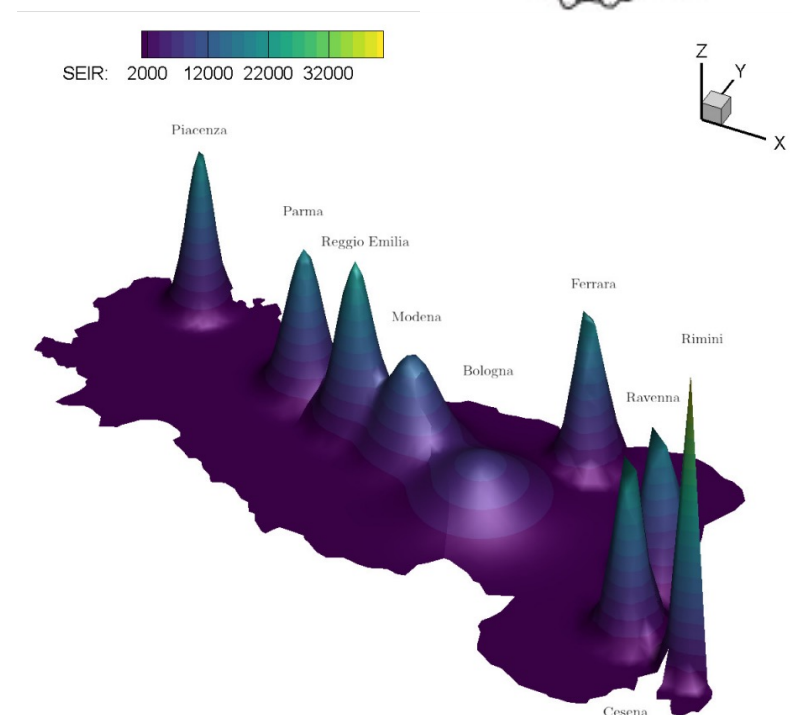 SEIR: 2000 12000 22000 32000
Z
Y
X
Piacenza
Parma
Reggio Emilia
Modena
Bologna
Ferrara
Rimini
Ravenna
Cesena